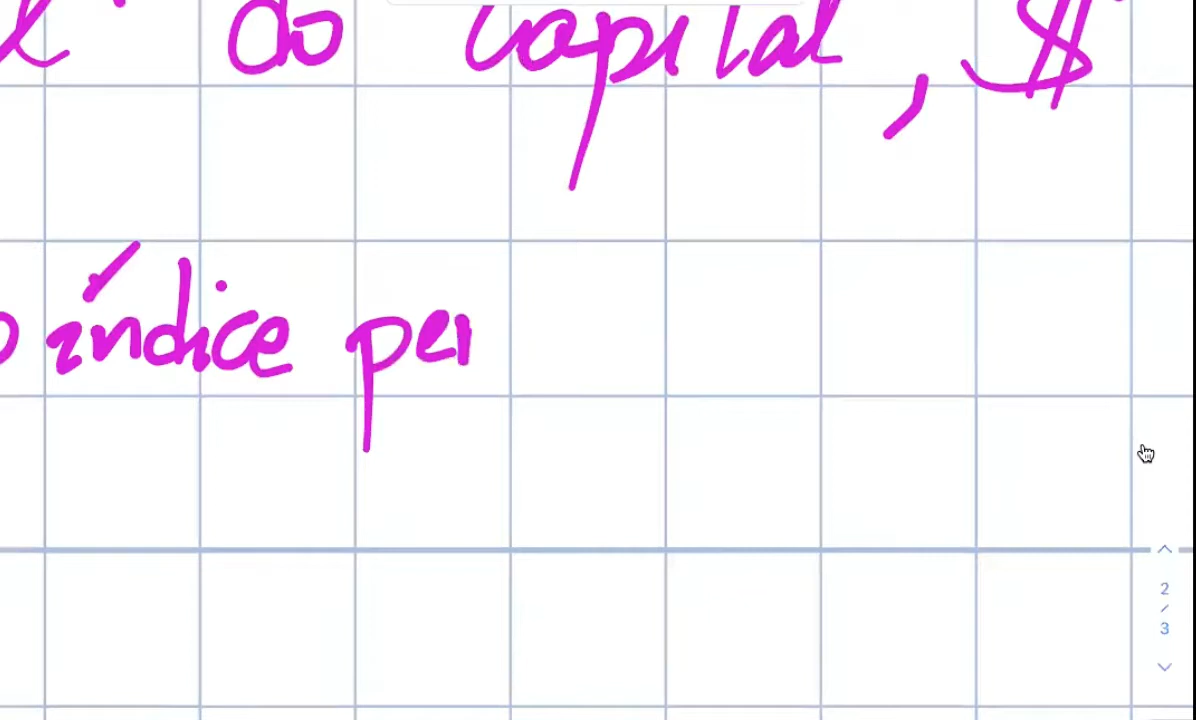 do capital, $
índice per
2
/
3